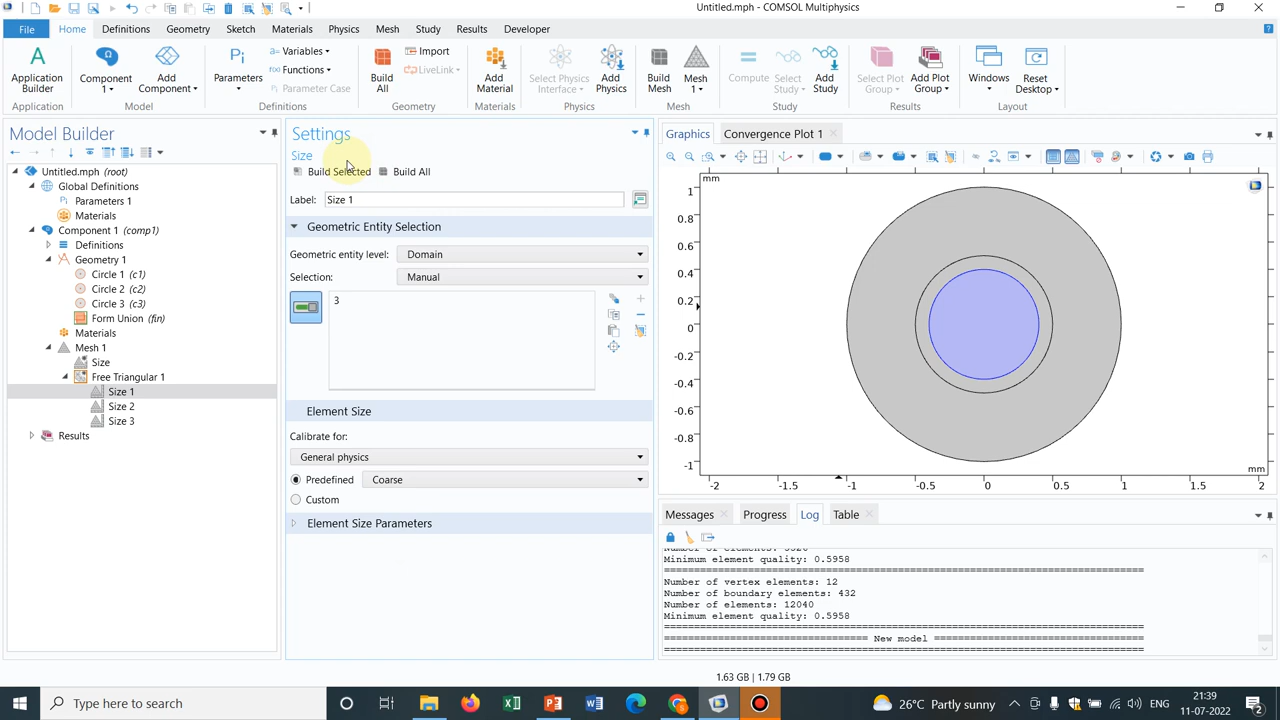 Untitled.mph - COMSOL Multiphysics
File
Home
Definitions
Geometry
Sketch
Materials
Physics
Mesh
Study
Results
Developer
Application
Builder
Application
Component
1
Add
Component
Model
Parameters
a= Variables
f(x) Functions
Parameter Case
Definitions
Build
All
Import
LiveLink
Geometry
Add
Material
Materials
Select Physics
Interface
Add
Physics
Physics
Build
Mesh
Mesh
1
Mesh
Compute
Select
Study
Add
Study
Study
Select Plot
Group
Add Plot
Group
Results
Windows
Reset
Desktop
Layout
Model Builder
Untitled.mph (root)
Global Definitions
Pi Parameters 1
Materials
Component 1 (comp1)
Definitions
Geometry 1
Circle 1 (c1)
Circle 2 (c2)
Circle 3 (c3)
Form Union (fin)
Materials
Mesh 1
Size
Free Triangular 1
Size 1
Size 2
Size 3
Results
Settings
Size
Build Selected
Build All
Label:
Size 1
Geometric Entity Selection
Geometric entity level:
Domain
Selection:
Manual
3
Element Size
Calibrate for:
General physics
Predefined
Coarse
Custom
Element Size Parameters
Graphics
Convergence Plot 1
mm
1
0.8
0.6
0.4
0.2
0
-0.2
-0.4
-0.6
-0.8
-1
mm
-2
-1.5
-1
-0.5
0
0.5
1
1.5
2
Messages
Progress
Log
Table
Minimum element quality: 0.5958
Number of vertex elements: 12
Number of boundary elements: 432
Number of elements: 12040
Minimum element quality: 0.5958
New model
1.63 GB | 1.79 GB
Type here to search
26°C Partly sunny
ENG
21:39
11-07-2022
2